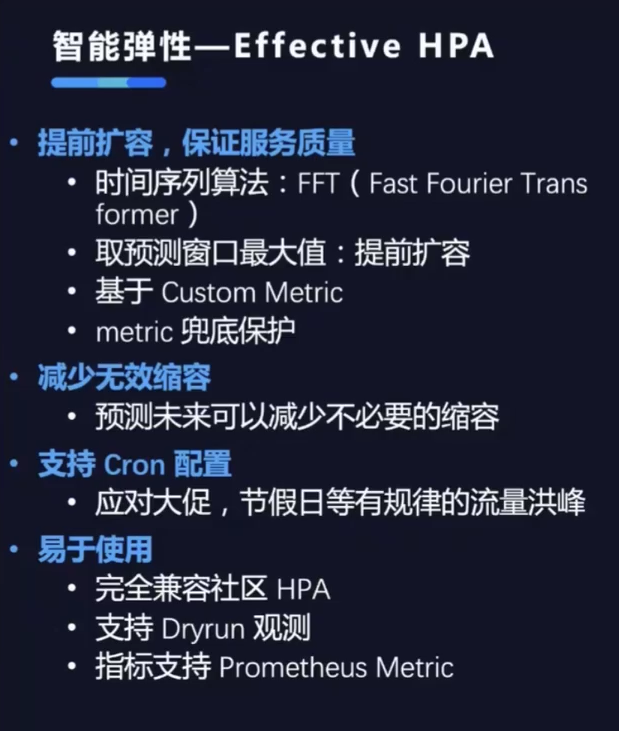 智能弹性—Effective HPA
• 提前扩容，保证服务质量
• 时间序列算法：FFT（Fast Fourier Trans
former）
• 取预测窗口最大值：提前扩容
• 基于 Custom Metric
• metric 兜底保护
• 减少无效缩容
• 预测未来可以减少不必要的缩容
• 支持 Cron 配置
• 应对大促，节假日等有规律的流量洪峰
• 易于使用
• 完全兼容社区 HPA
• 支持 Dryrun 观测
• 指标支持 Prometheus Metric